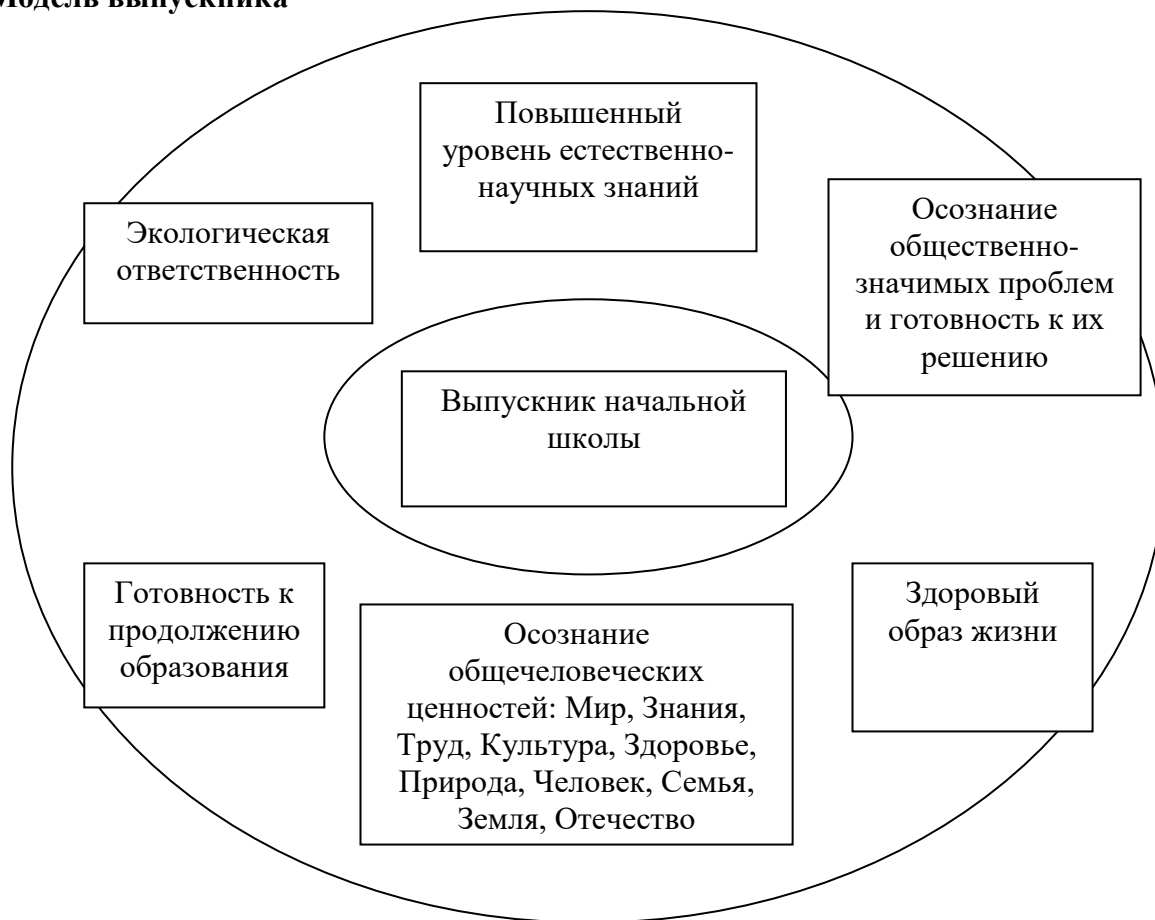 Модель выпускника
Повышенный
уровень естественно-
научных знаний
Экологическая
ответственность
Осознание
общественно-
значимых проблем
и готовность к их
решению
Выпускник начальной
школы
Готовность к
продолжению
образования
Осознание
общечеловеческих
ценностей: Мир, Знания,
Труд, Культура, Здоровье,
Природа, Человек, Семья,
Земля, Отечество
Здоровый
образ жизни